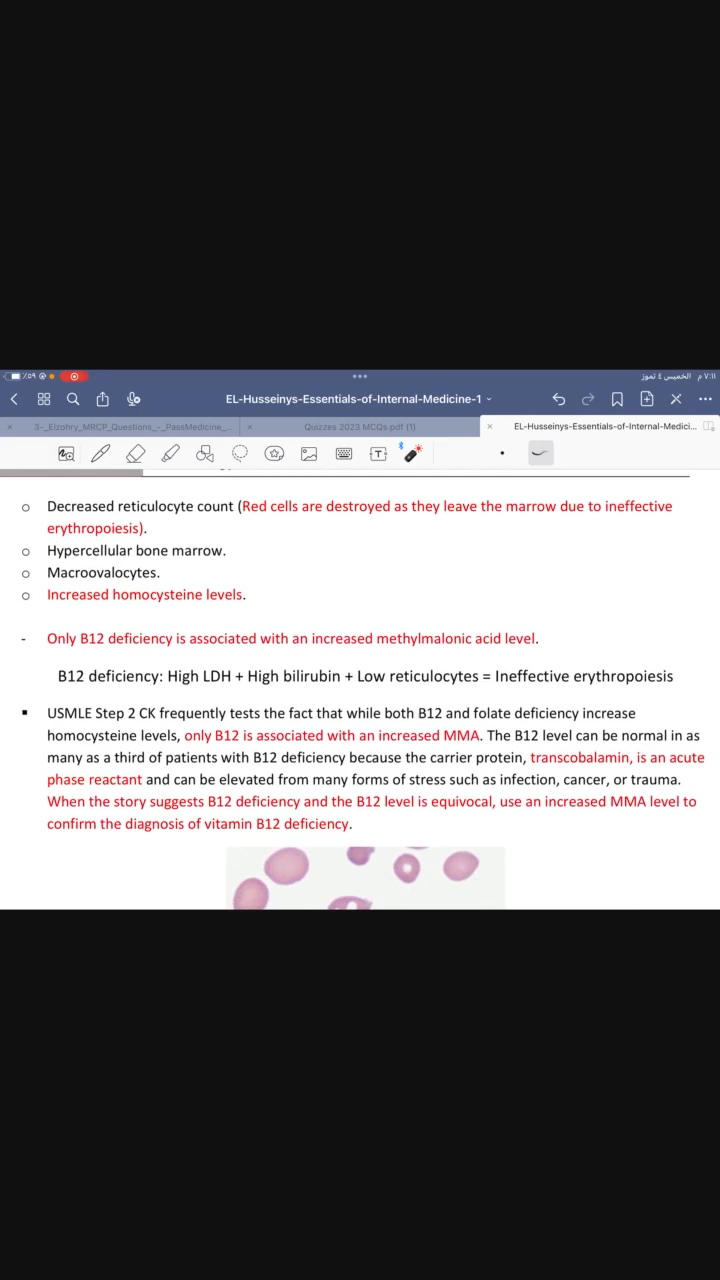 ٪٥٩
٧:١١ م الخميس ٤ تموز
EL-Husseinys-Essentials-of-Internal-Medicine-1
3-_Elzohry_MRCP_Questions_-_PassMedicine_...
Quizzes 2023 MCQs.pdf (1)
EL-Husseinys-Essentials-of-Internal-Medici...
T
o Decreased reticulocyte count (Red cells are destroyed as they leave the marrow due to ineffective
erythropoiesis).
o Hypercellular bone marrow.
o Macroovalocytes.
o Increased homocysteine levels.
- Only B12 deficiency is associated with an increased methylmalonic acid level.
B12 deficiency: High LDH + High bilirubin + Low reticulocytes = Ineffective erythropoiesis
▪ USMLE Step 2 CK frequently tests the fact that while both B12 and folate deficiency increase
homocysteine levels, only B12 is associated with an increased MMA. The B12 level can be normal in as
many as a third of patients with B12 deficiency because the carrier protein, transcobalamin, is an acute
phase reactant and can be elevated from many forms of stress such as infection, cancer, or trauma.
When the story suggests B12 deficiency and the B12 level is equivocal, use an increased MMA level to
confirm the diagnosis of vitamin B12 deficiency.